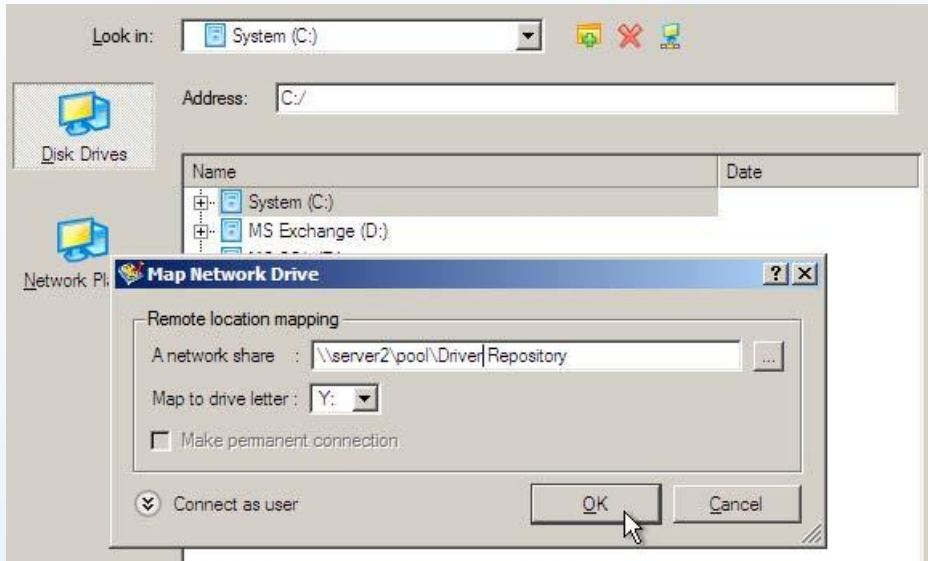 Look in: System (C:)
Address: C:/
Disk Drives
Name Date
System (C:)
MS Exchange (D:)
Network
Map Network Drive
Remote location mapping
A network share : \\server2\pool\Driver Repository
...
Map to drive letter : Y:
Make permanent connection
Connect as user
OK
Cancel